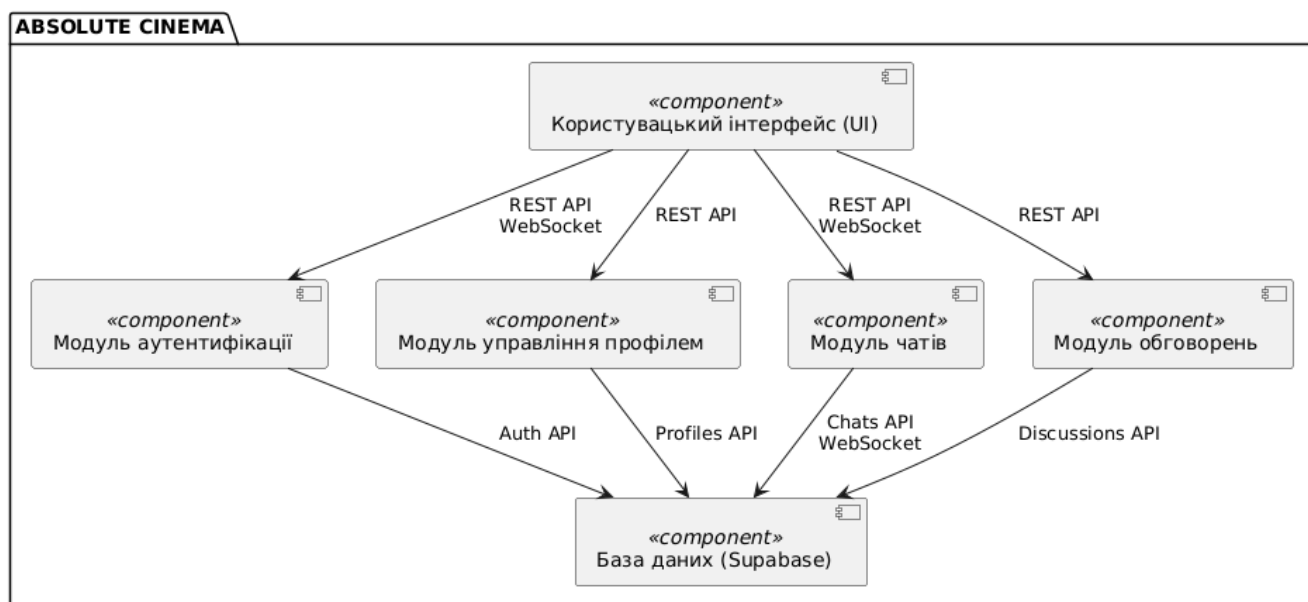 ABSOLUTE CINEMA
«component»
Користувацький інтерфейс (UI)
REST API
WebSocket
REST API
REST API
WebSocket
REST API
«component»
Модуль аутентифікації
«component»
Модуль управління профілем
«component»
Модуль чатів
«component»
Модуль обговорень
Auth API
Profiles API
Chats API
WebSocket
Discussions API
«component»
База даних (Supabase)